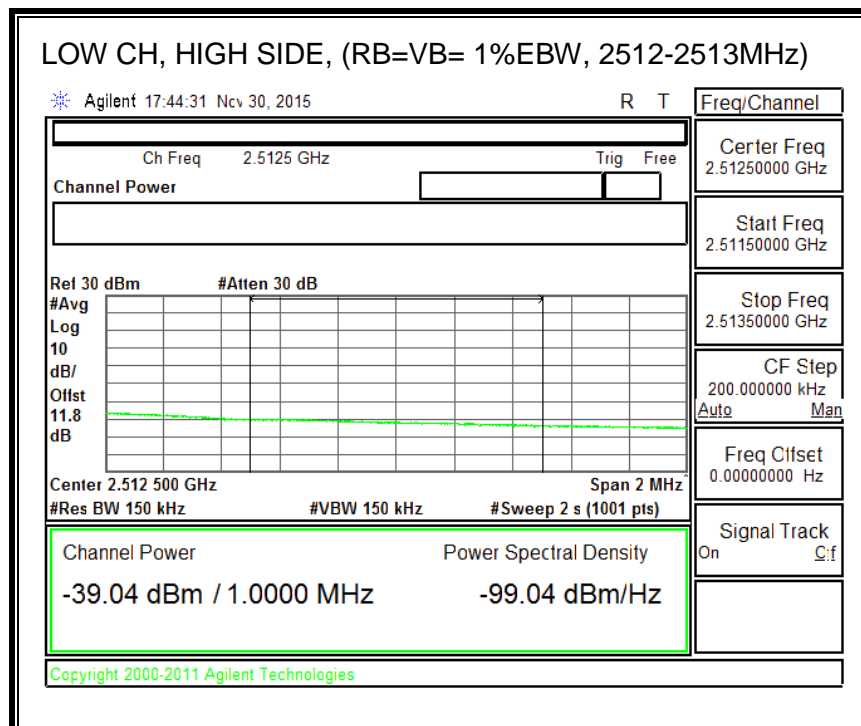 LOW CH, HIGH SIDE, (RB=VB= 1%EBW, 2512-2513MHz)
Agilent 17:44:31 Nov 30, 2015 R T
Freq/Channel
Ch Freq 2.5125 GHz Trig Free
Channel Power
Center Freq
2.51250000 GHz
Start Freq
2.51150000 GHz
Stop Freq
2.51350000 GHz
CF Step
200.000000 kHz
Auto Man
Freq Offset
0.00000000 Hz
Signal Track
On Off
Ref 30 dBm #Atten 30 dB
#Avg
Log
10
dB/
Offst
11.8
dB
Center 2.512 500 GHz Span 2 MHz
#Res BW 150 kHz #VBW 150 kHz #Sweep 2 s (1001 pts)
Channel Power Power Spectral Density
-39.04 dBm / 1.0000 MHz -99.04 dBm/Hz
Copyright 2000-2011 Agilent Technologies